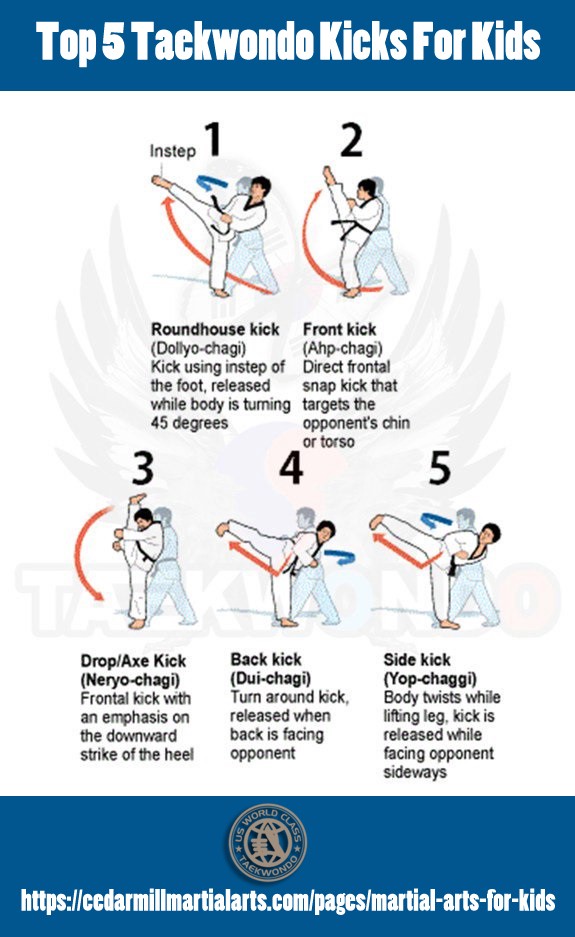 Top 5 Taekwondo Kicks For Kids
1
Instep
2
Roundhouse kick
(Dollyo-chagi)
Kick using instep of
the foot, released
while body is turning
45 degrees
Front kick
(Ahp-chagi)
Direct frontal
snap kick that
targets the
opponent's chin
or torso
3
4
5
TAEKWONDO
Drop/Axe Kick
(Neryo-chagi)
Frontal kick with
an emphasis on
the downward
strike of the heel
Back kick
(Dui-chagi)
Turn around kick,
released when
back is facing
opponent
Side kick
(Yop-chaggi)
Body twists while
lifting leg, kick is
released while
facing opponent
sideways
US WORLD CLASS
TAEKWONDO
https://cedarmillmartialarts.com/pages/martial-arts-for-kids